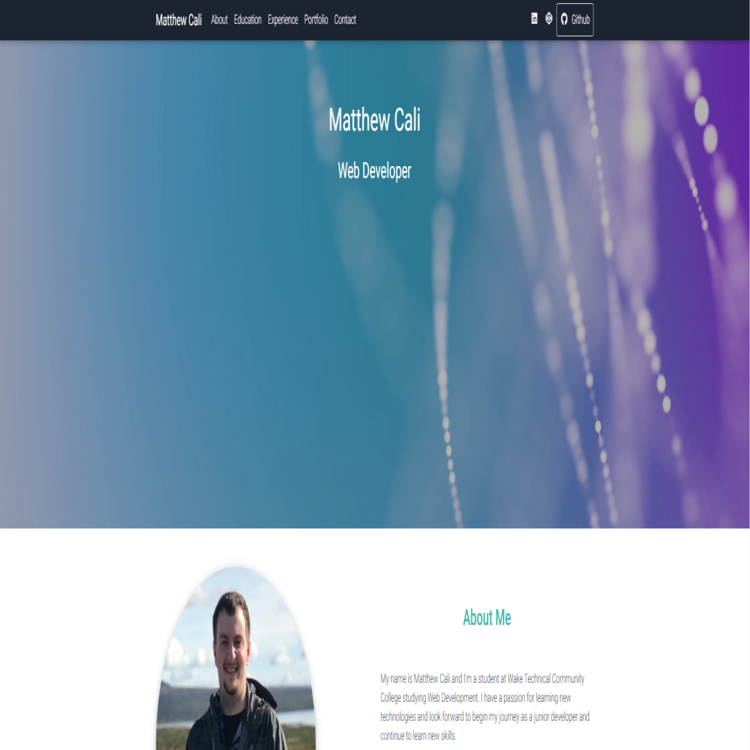 Matthew Cali About Education Experience Portfolio Contact Github
Matthew Cali
Web Developer
About Me
My name is Matthew Cali and I'm a student at Wake Technical Community
College studying Web Development. I have a passion for learning new
technologies and look forward to begin my journey as a junior developer and
continue to learn new skills.